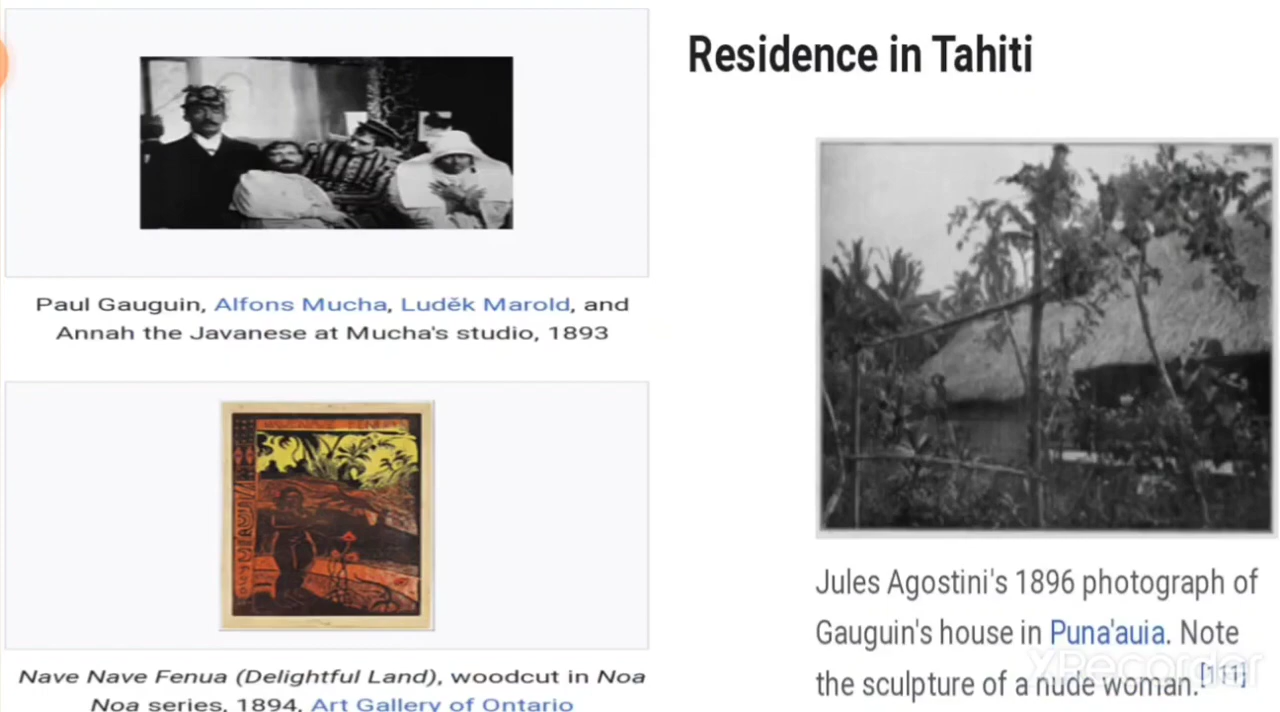 Paul Gauguin, Alfons Mucha, Luděk Marold, and
Annah the Javanese at Mucha's studio, 1893
Nave Nave Fenua (Delightful Land), woodcut in Noa
Noa series, 1894, Art Gallery of Ontario
Residence in Tahiti
Jules Agostini's 1896 photograph of
Gauguin's house in Puna'auia. Note
the sculpture of a nude woman.[111]
XRecorder